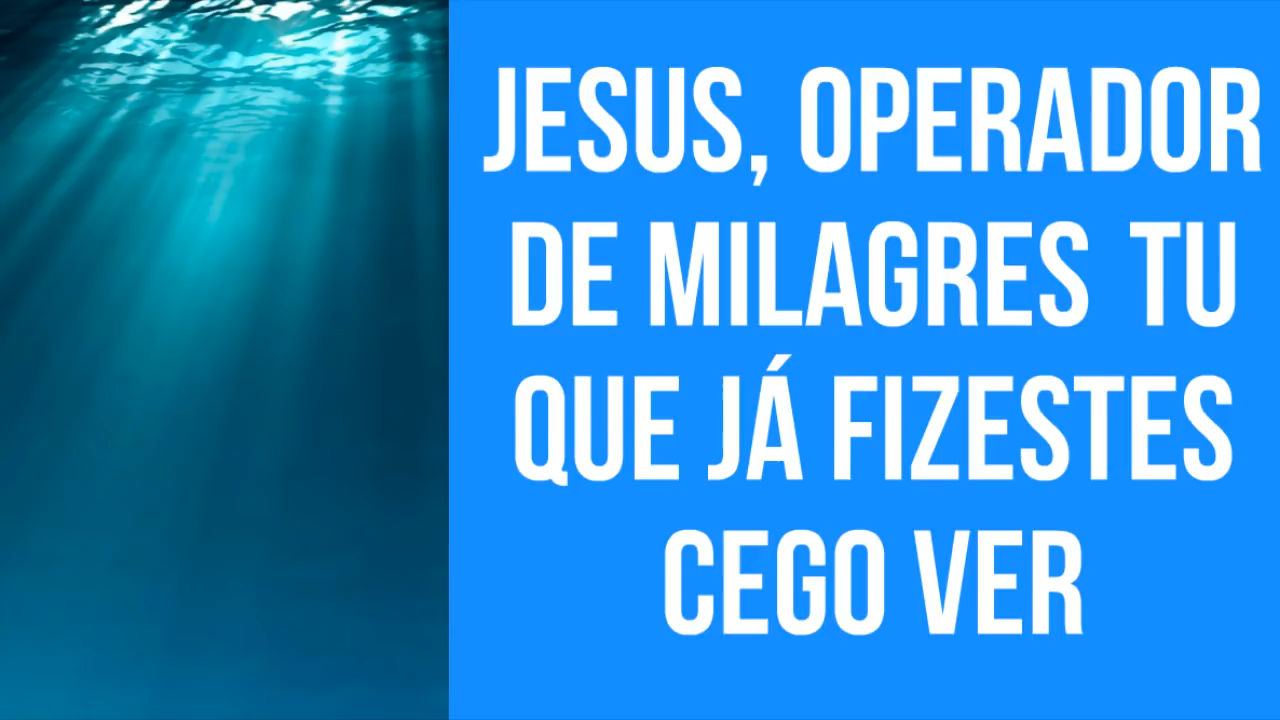 JESUS, OPERADOR
DE MILAGRES TU
QUE JÁ FIZESTES
CEGO VER